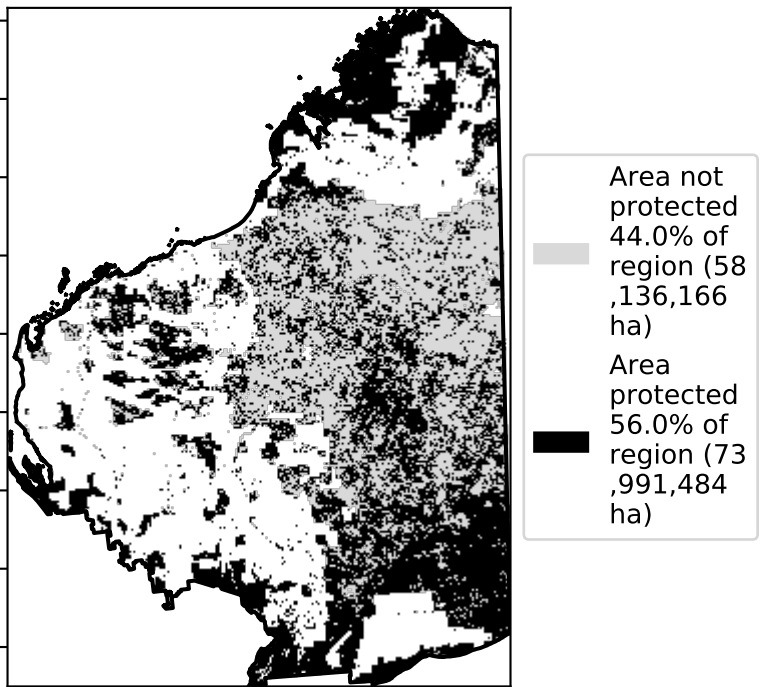 Area not
protected
44.0% of
region (58
,136,166
ha)
Area
protected
56.0% of
region (73
,991,484
ha)